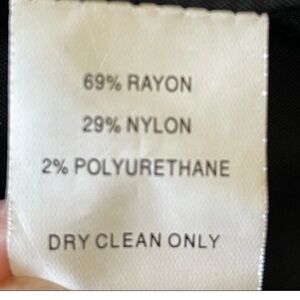 69% RAYON
29% NYLON
2% POLYURETHANE
DRY CLEAN ONLY